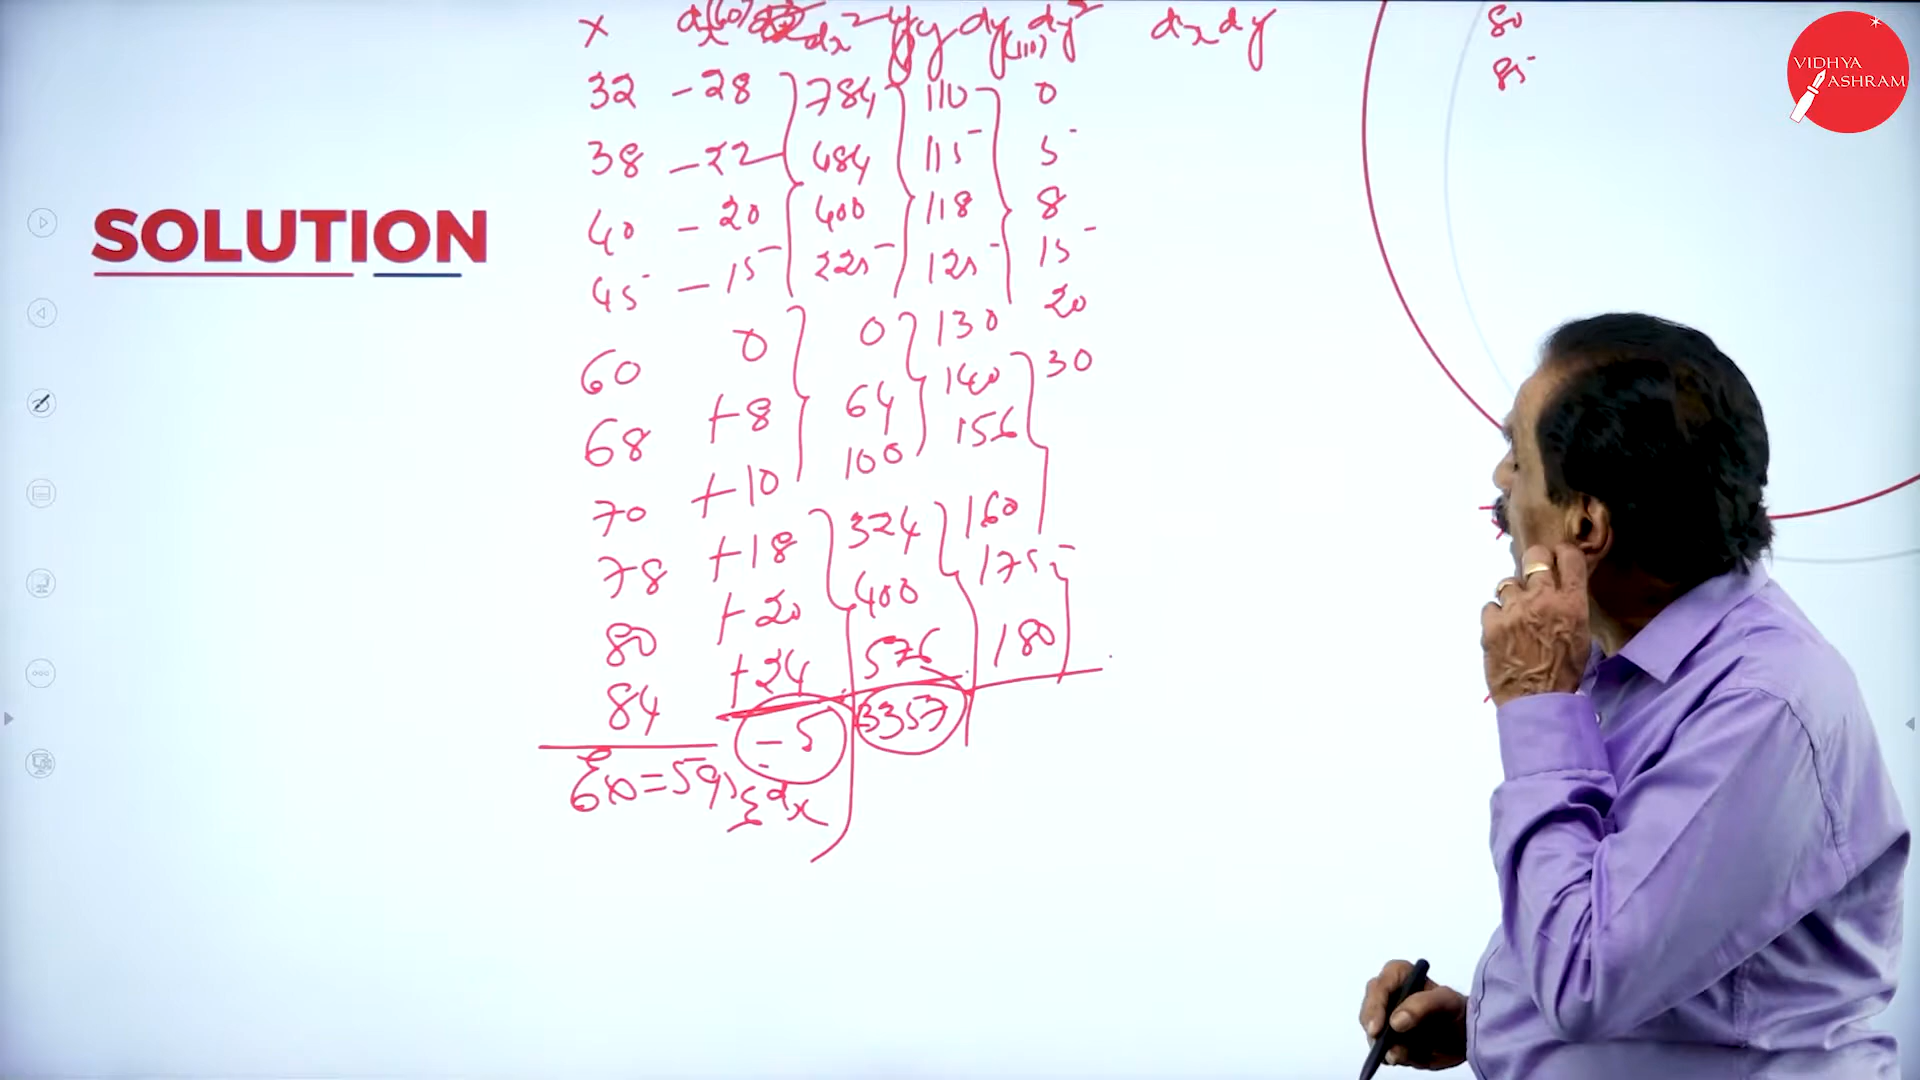 x dx(60) dx² y dy(110) dy² dxdy
32 -28 784 110 0
38 -22 484 115 5
40 -20 400 118 8
45 -15 225 125 15
60 0 0 130 20
68 +8 64 140 30
70 +10 100 156
78 +18 324 160
80 +20 400 175
84 +24 576 180
-5 3357
Σx=595 Σdx
80
85
SOLUTION
VIDHYA
ASHRAM